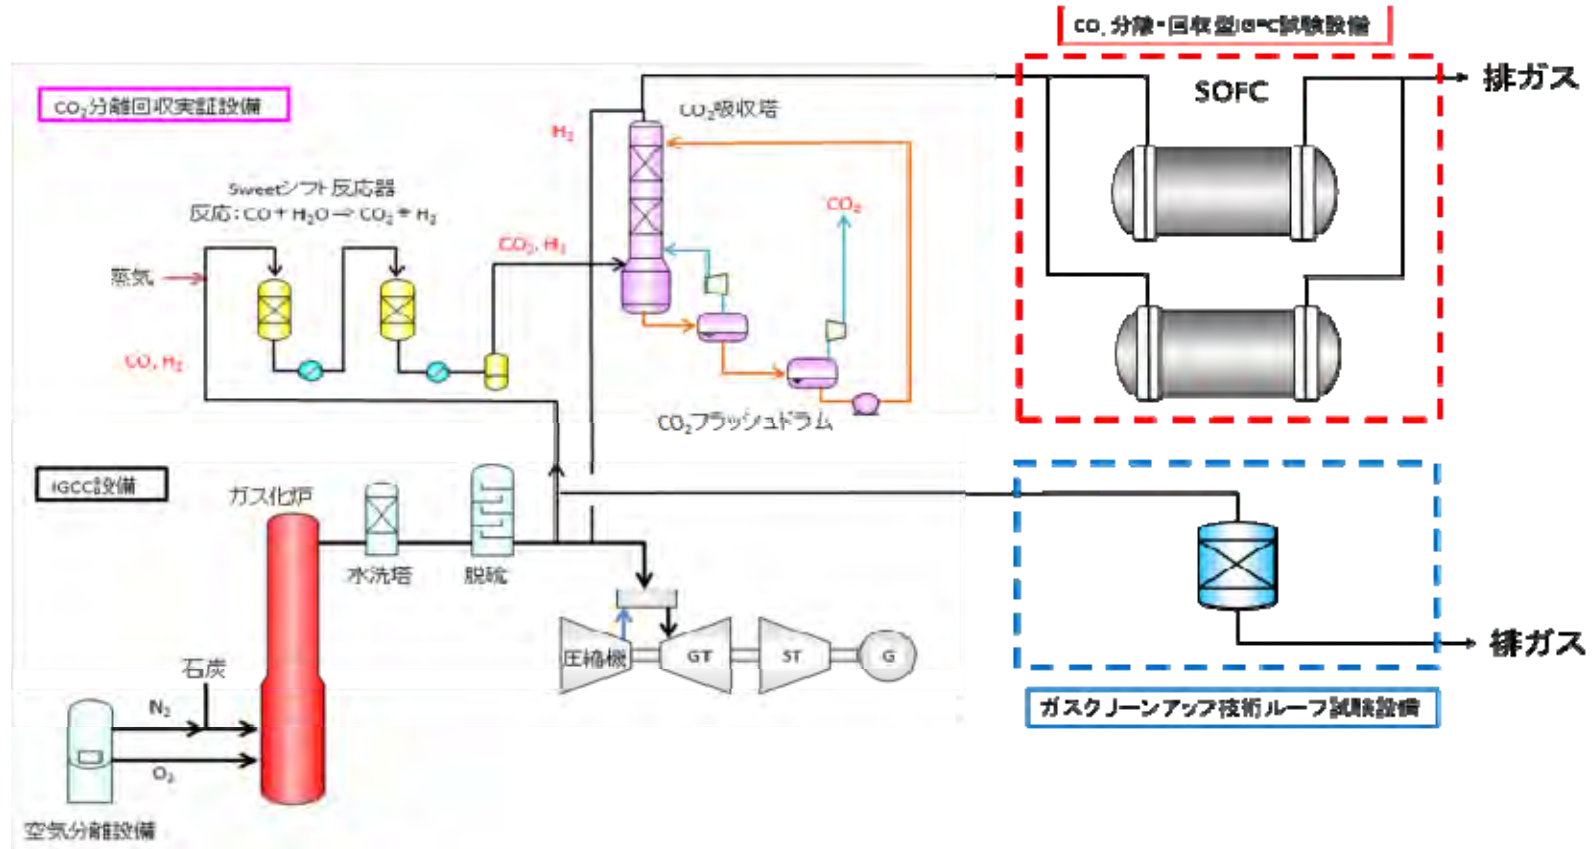 CO₂分離・回収型IGFC試験設備
CO₂分離回収実証設備
CO₂吸収塔
SOFC
排ガス
H₂
Sweetシフト反応器
反応:CO+H₂O→CO₂+H₂
CO₂
CO₂, H₂
蒸気
CO, H₂
CO₂フラッシュドラム
IGCC設備
ガス化炉
水洗塔
脱硫
圧縮機
GT
ST
G
排ガス
石炭
N₂
O₂
ガスクリーンアップ技術ループ試験設備
空気分離設備